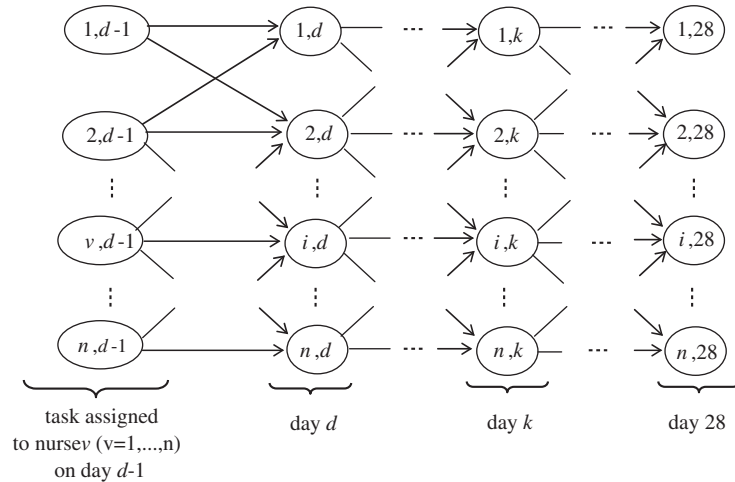 1,d-1 1,d ... 1,k ... 1,28
2,d-1 2,d ... 2,k ... 2,28
v,d-1 i,d ... i,k ... i,28
n,d-1 n,d ... n,k ... n,28
task assigned
to nursev (v=1,...,n)
on day d-1
day d
day k
day 28